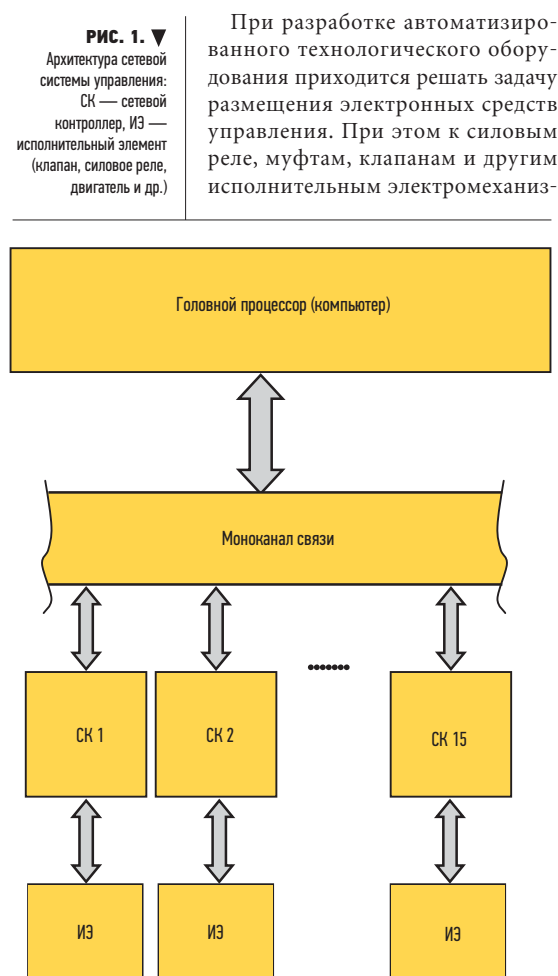 РИС. 1. ▼
Архитектура сетевой
системы управления:
СК — сетевой
контроллер, ИЭ —
исполнительный элемент
(клапан, силовое реле,
двигатель и др.)
При разработке автоматизиро-
ванного технологического обору-
дования приходится решать задачу
размещения электронных средств
управления. При этом к силовым
реле, муфтам, клапанам и другим
исполнительным электромеханиз-
Головной процессор (компьютер)
Моноканал связи
СК 1
СК 2
.......
СК 15
ИЭ
ИЭ
ИЭ